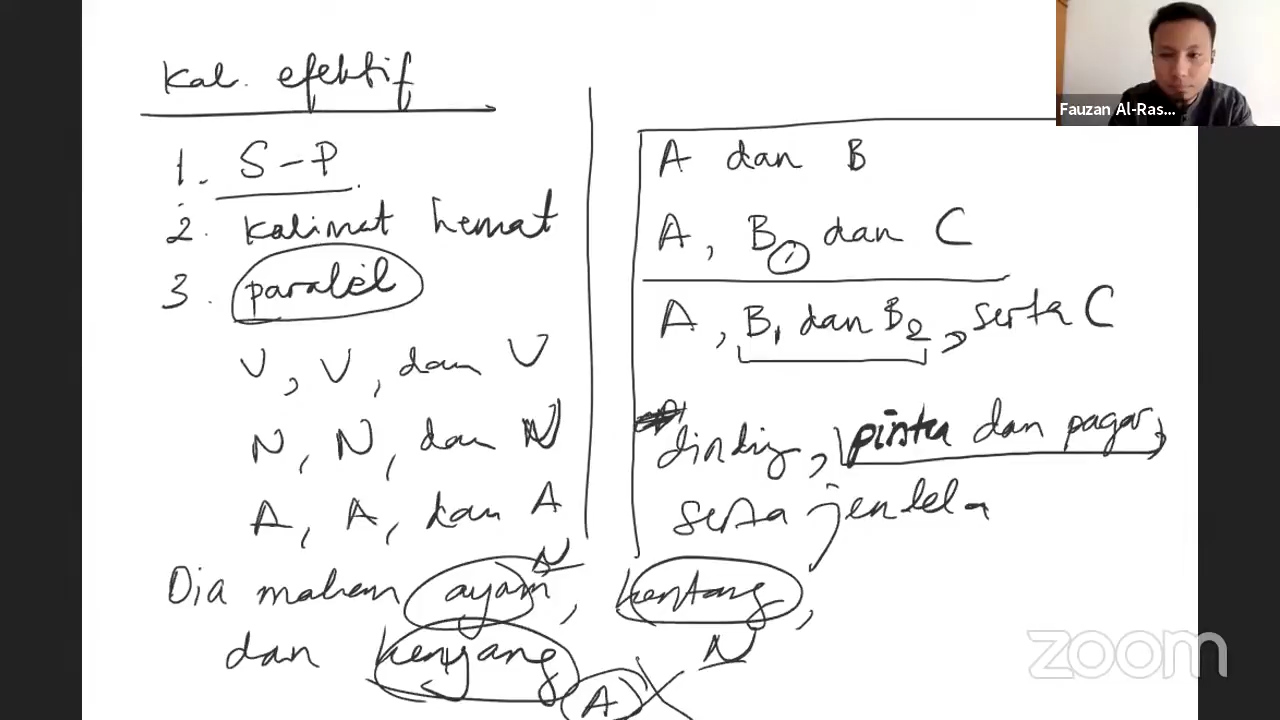 Kal. efektif
1. S-P
2. kalimat hemat
3. paralel
V, V, dan V
N, N, dan N
A, A, dan A
Dia makan ayam, kentang,
N
dan kenyang
N
A
A dan B
A, B, dan C
A, B1 dan B2, serta C
dinding, pintu dan pagar,
serta jendela
Fauzan Al-Ras...
zoom